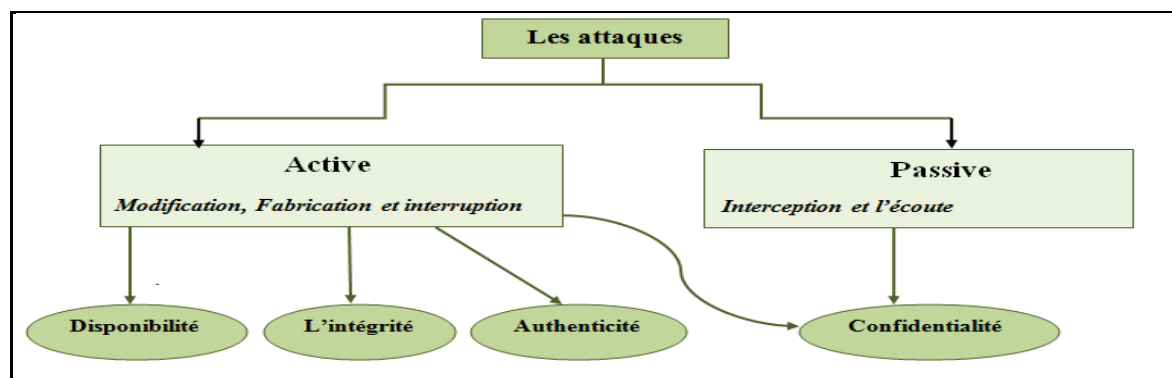 Les attaques
Active
Modification, Fabrication et interruption
Passive
Interception et l'écoute
Disponibilité
L'intégrité
Authenticité
Confidentialité